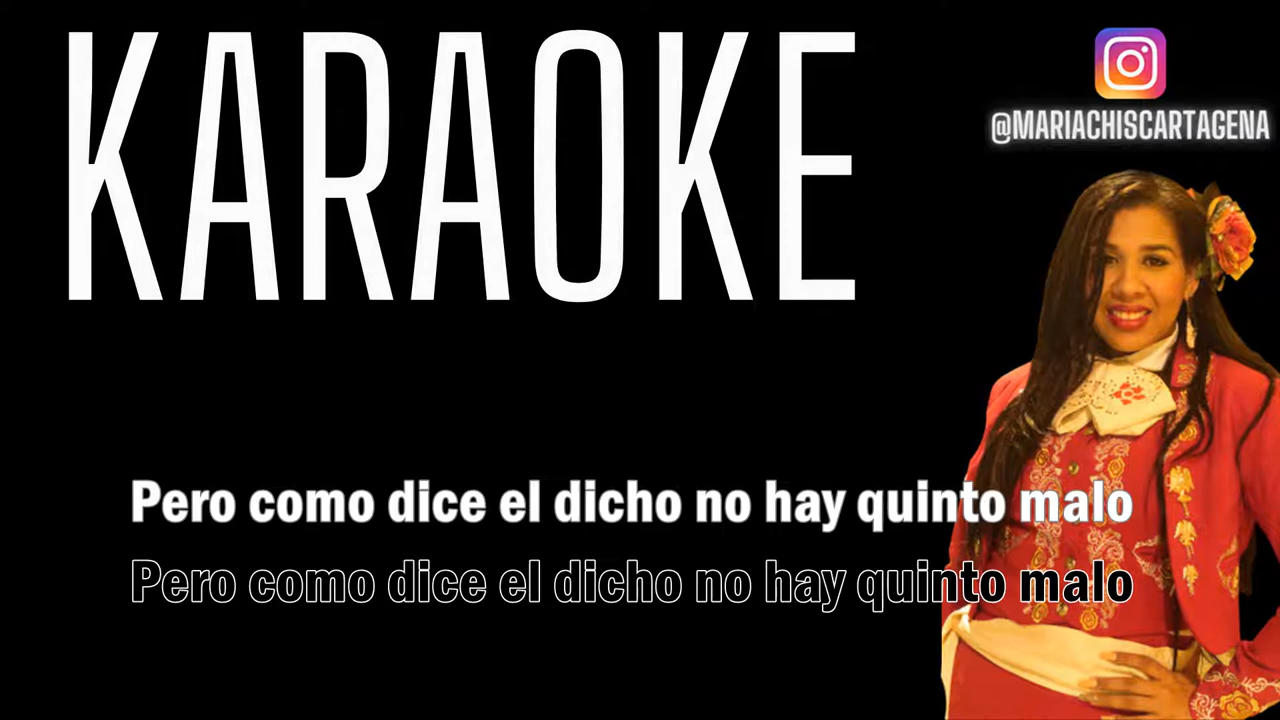 KARAOKE
@MARIACHISCARTAGENA
Pero como dice el dicho no hay quinto malo
Pero como dice el dicho no hay quinto malo